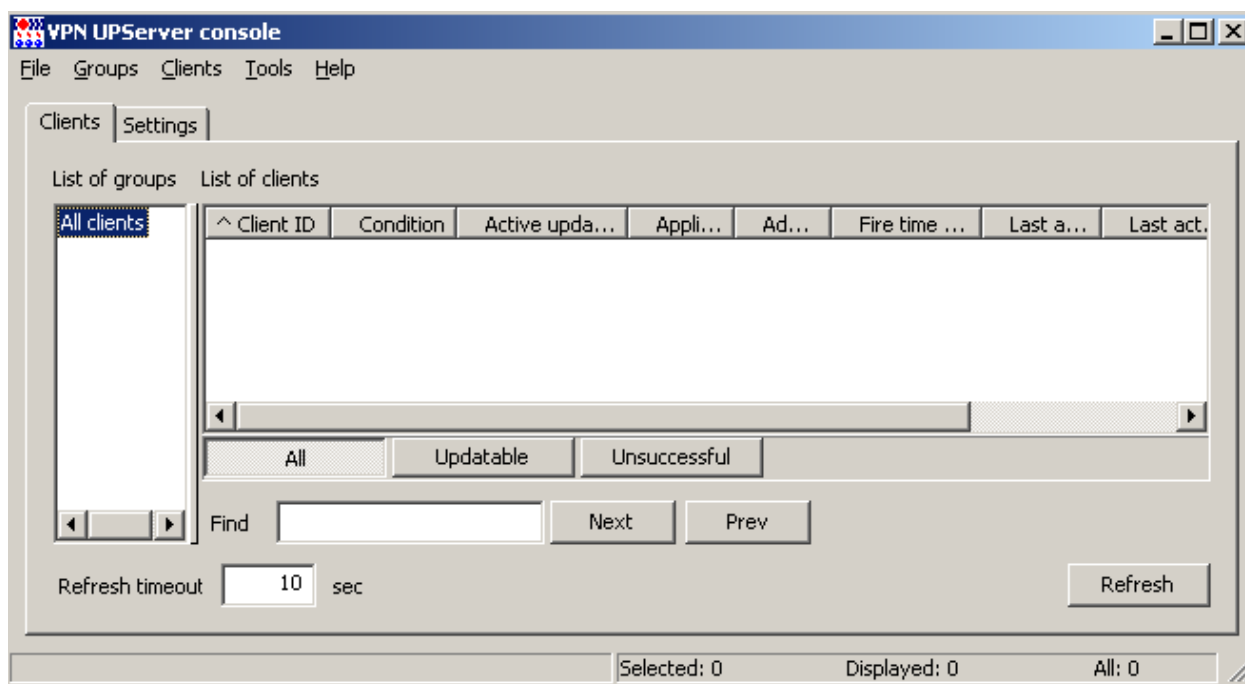 VPN UPServer console
File Groups Clients Tools Help
Clients Settings
List of groups List of clients
All clients ^ Client ID Condition Active upda... Appli... Ad... Fire time ... Last a... Last act.
All Updatable Unsuccessful
Find Next Prev
Refresh timeout 10 sec Refresh
Selected: 0 Displayed: 0 All: 0